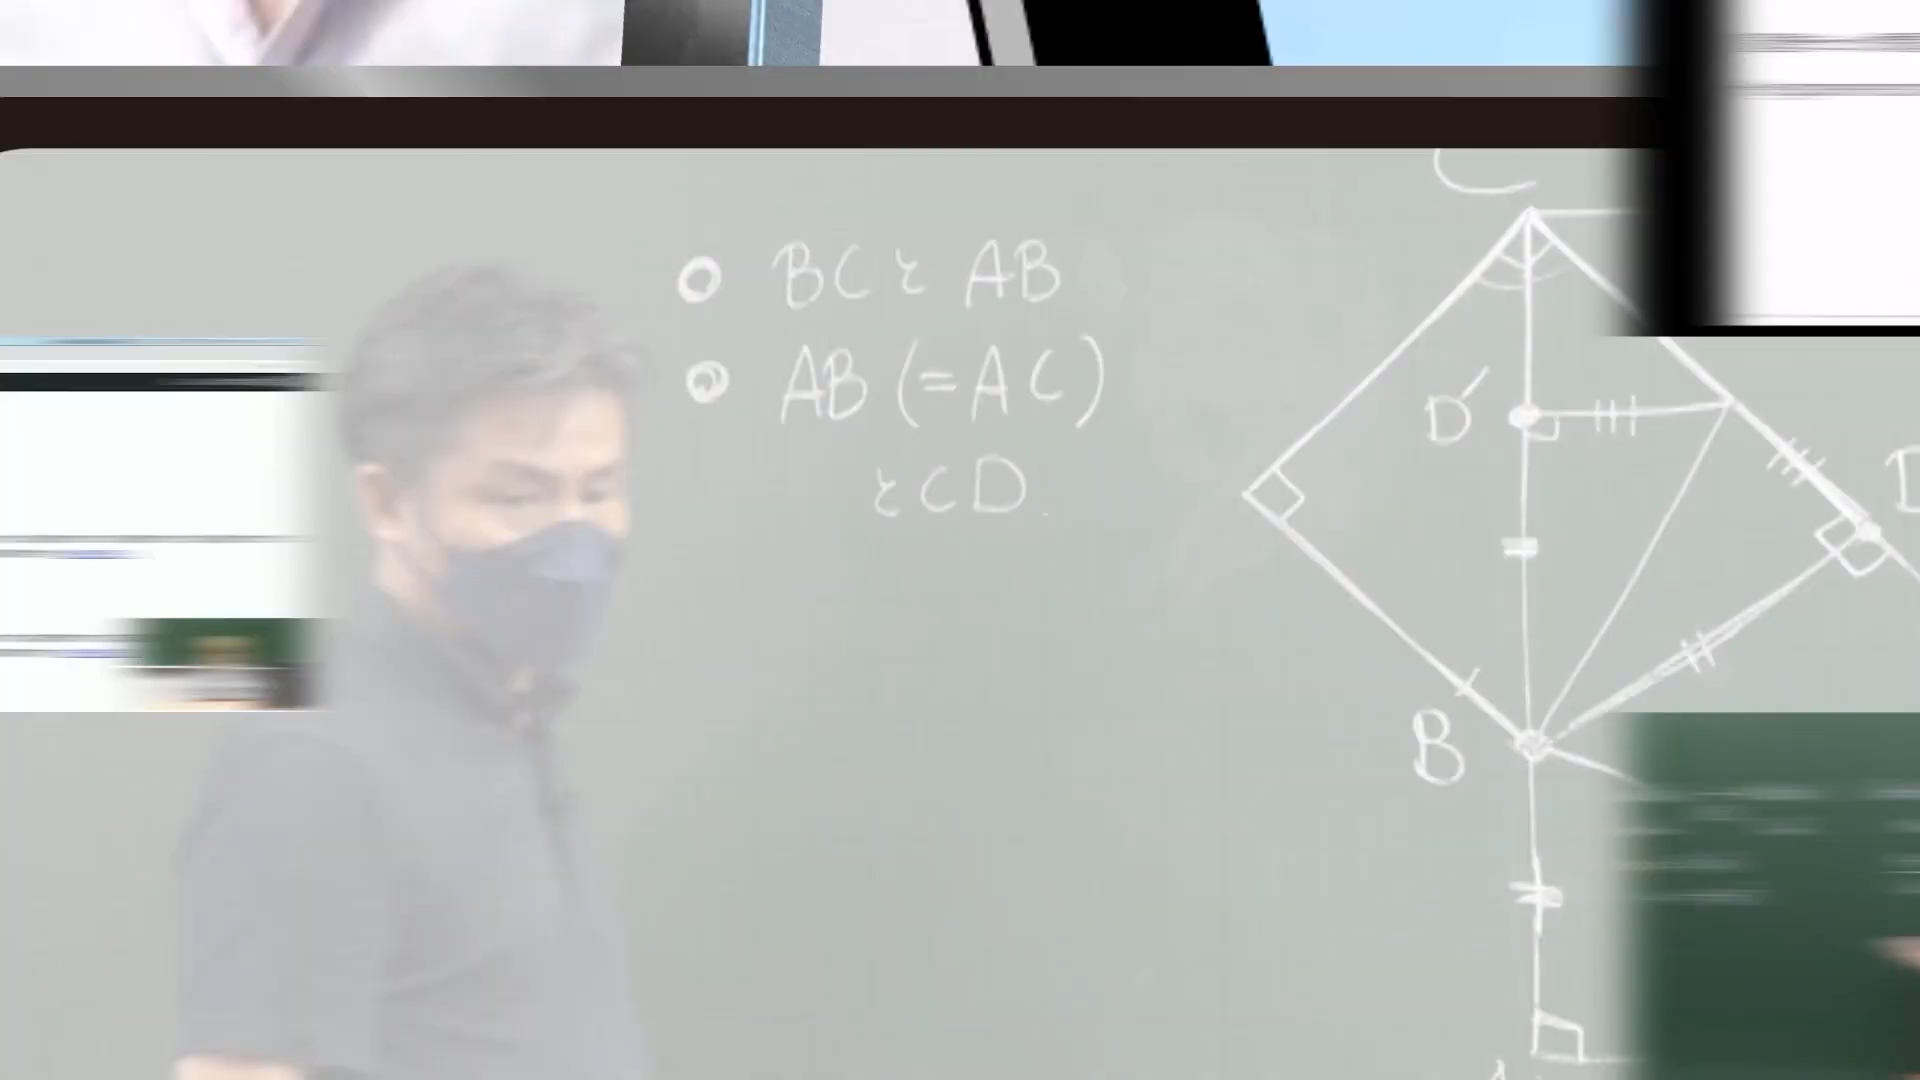 BCとAB
AB(=AC)
とCD.
C
D'
B